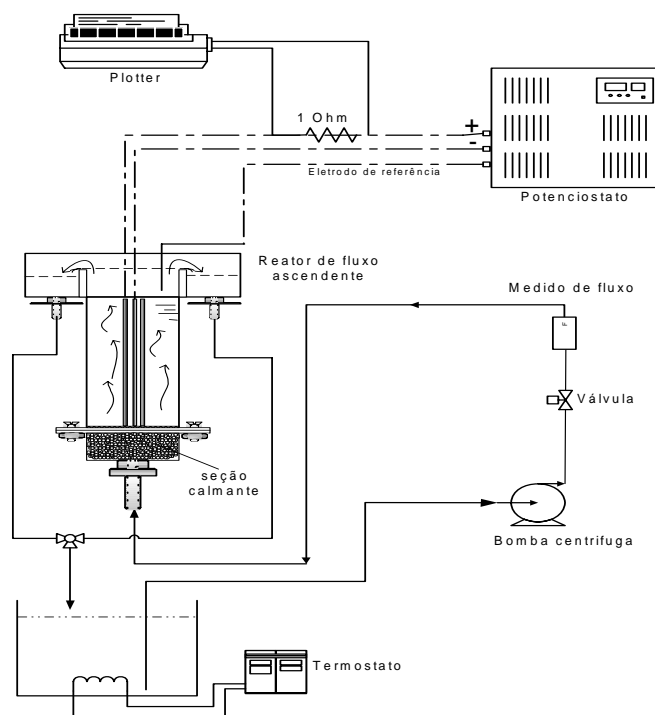 Plotter
1 Ohm
+
-
Eletrodo de referência
Potenciostato
Reator de fluxo
ascendente
Medido de fluxo
F
Válvula
seção
calmante
Bomba centrifuga
Termostato